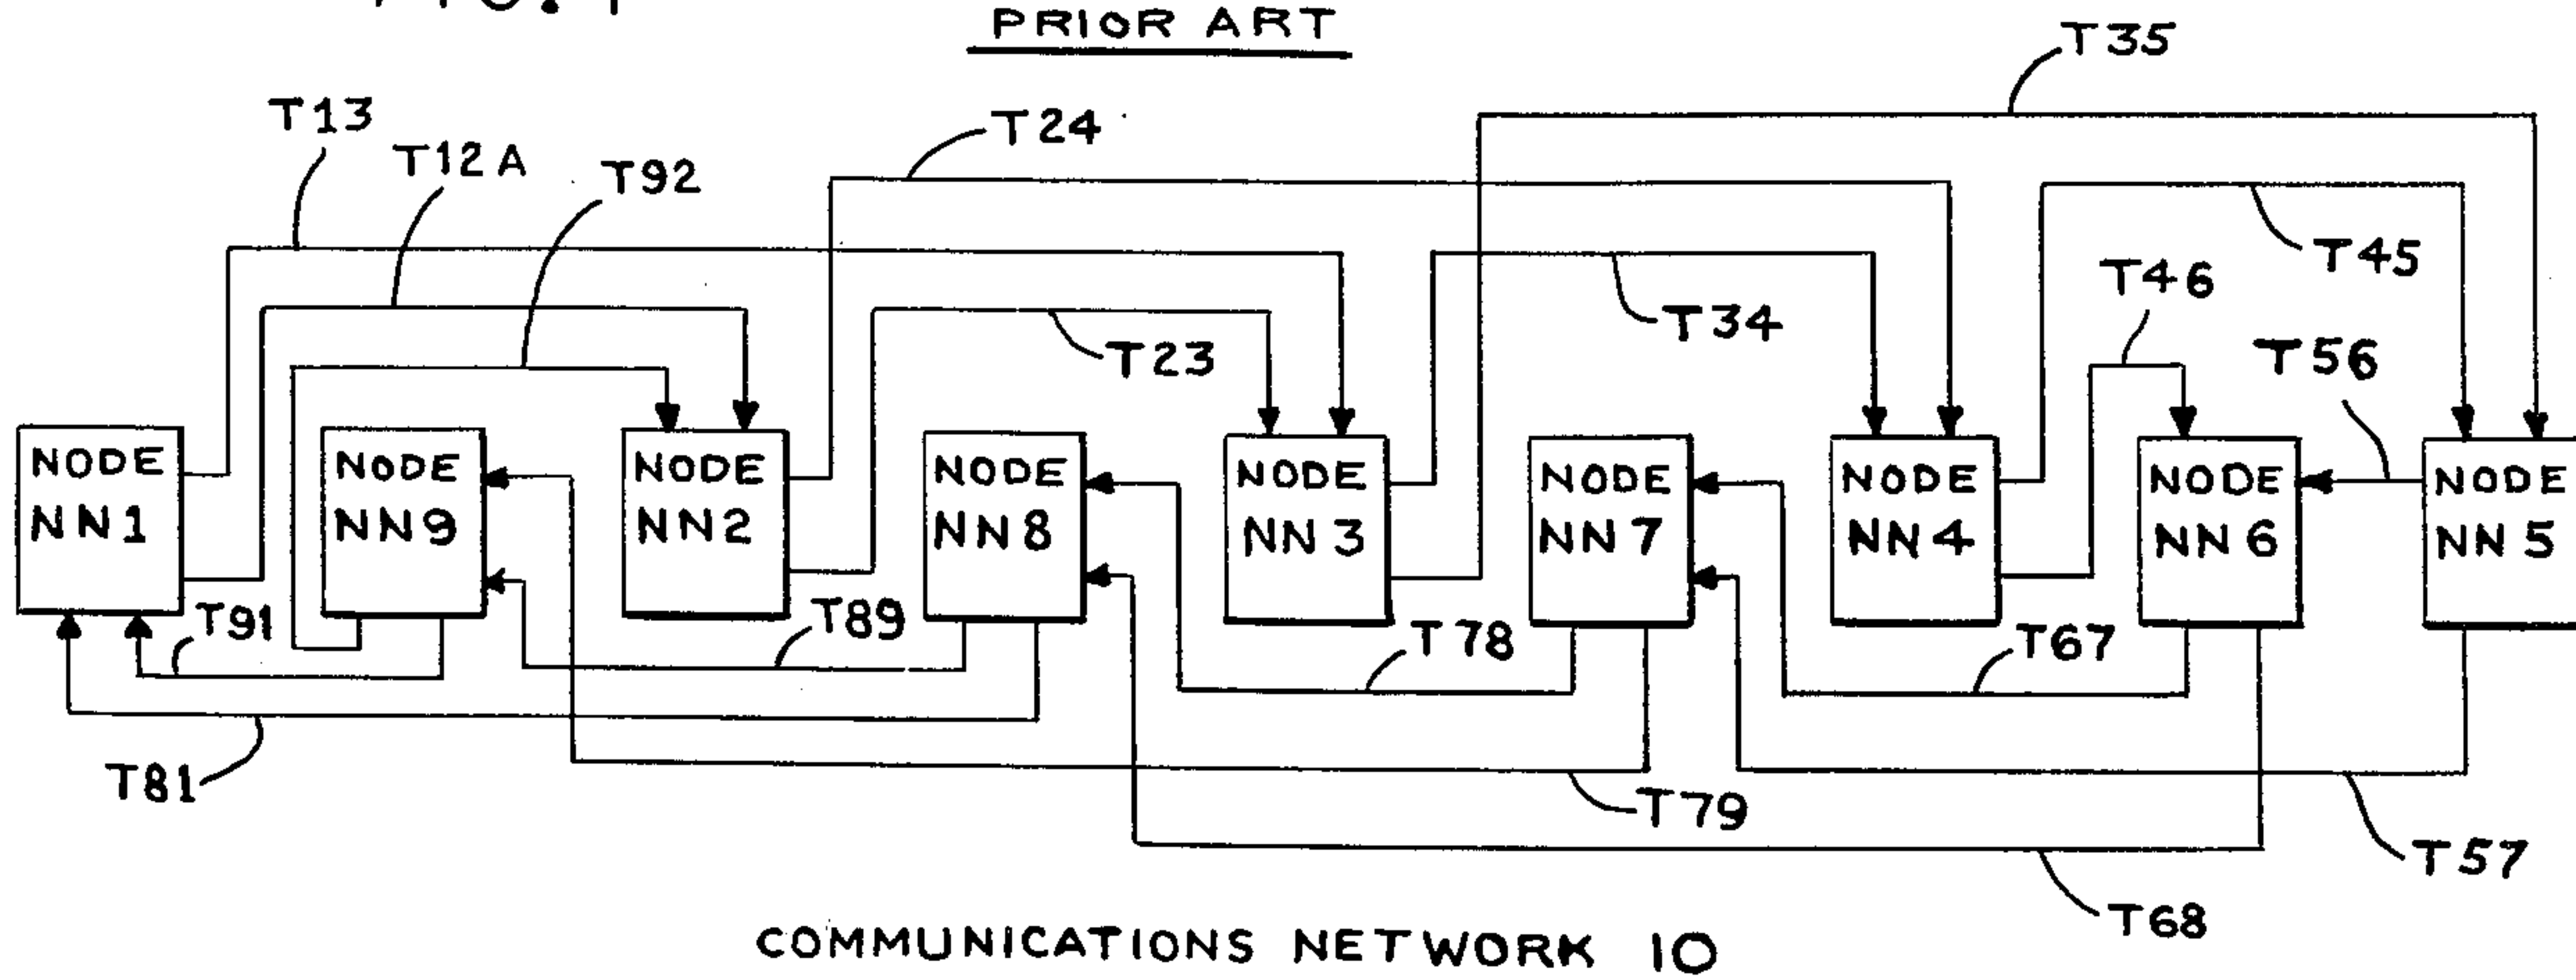 FIG. 1
PRIOR ART
T35
T13
T12A
T92
T24
T45
T46
T34
T23
T56
NODE
NN1
NODE
NN9
NODE
NN2
NODE
NN8
NODE
NN3
NODE
NN7
NODE
NN4
NODE
NN6
NODE
NN5
T91
T89
T78
T67
T81
T79
T57
T68
COMMUNICATIONS NETWORK 10